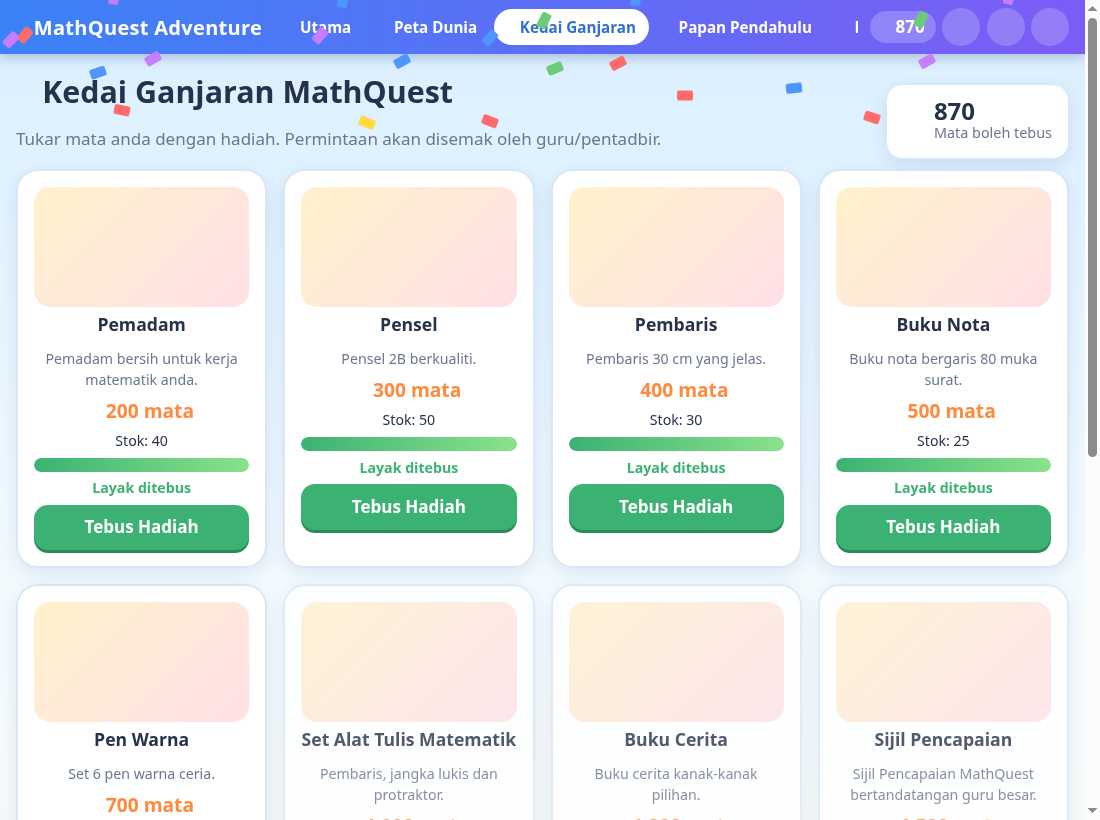 MathQuest Adventure
Utama
Peta Dunia
Kedai Ganjaran
Papan Pendahulu
870
Kedai Ganjaran MathQuest
Tukar mata anda dengan hadiah. Permintaan akan disemak oleh guru/pentadbir.
870
Mata boleh tebus
Pemadam
Pemadam bersih untuk kerja
matematik anda.
200 mata
Stok: 40
Layak ditebus
Tebus Hadiah
Pensel
Pensel 2B berkualiti.
300 mata
Stok: 50
Layak ditebus
Tebus Hadiah
Pembaris
Pembaris 30 cm yang jelas.
400 mata
Stok: 30
Layak ditebus
Tebus Hadiah
Buku Nota
Buku nota bergaris 80 muka
surat.
500 mata
Stok: 25
Layak ditebus
Tebus Hadiah
Pen Warna
Set 6 pen warna ceria.
700 mata
Set Alat Tulis Matematik
Pembaris, jangka lukis dan
protraktor.
Buku Cerita
Buku cerita kanak-kanak
pilihan.
Sijil Pencapaian
Sijil Pencapaian MathQuest
bertandatangan guru besar.